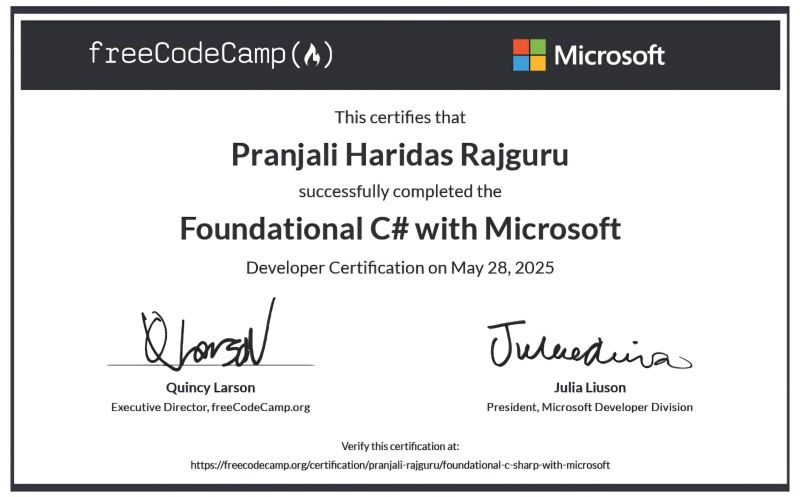 freeCodeCamp Microsoft
This certifies that
Pranjali Haridas Rajguru
successfully completed the
Foundational C# with Microsoft
Developer Certification on May 28, 2025
Quincy Larson Julia Liuson
Executive Director, freeCodeCamp.org President, Microsoft Developer Division
Verify this certification at:
https://freecodecamp.org/certification/pranjali-rajguru/foundational-c-sharp-with-microsoft